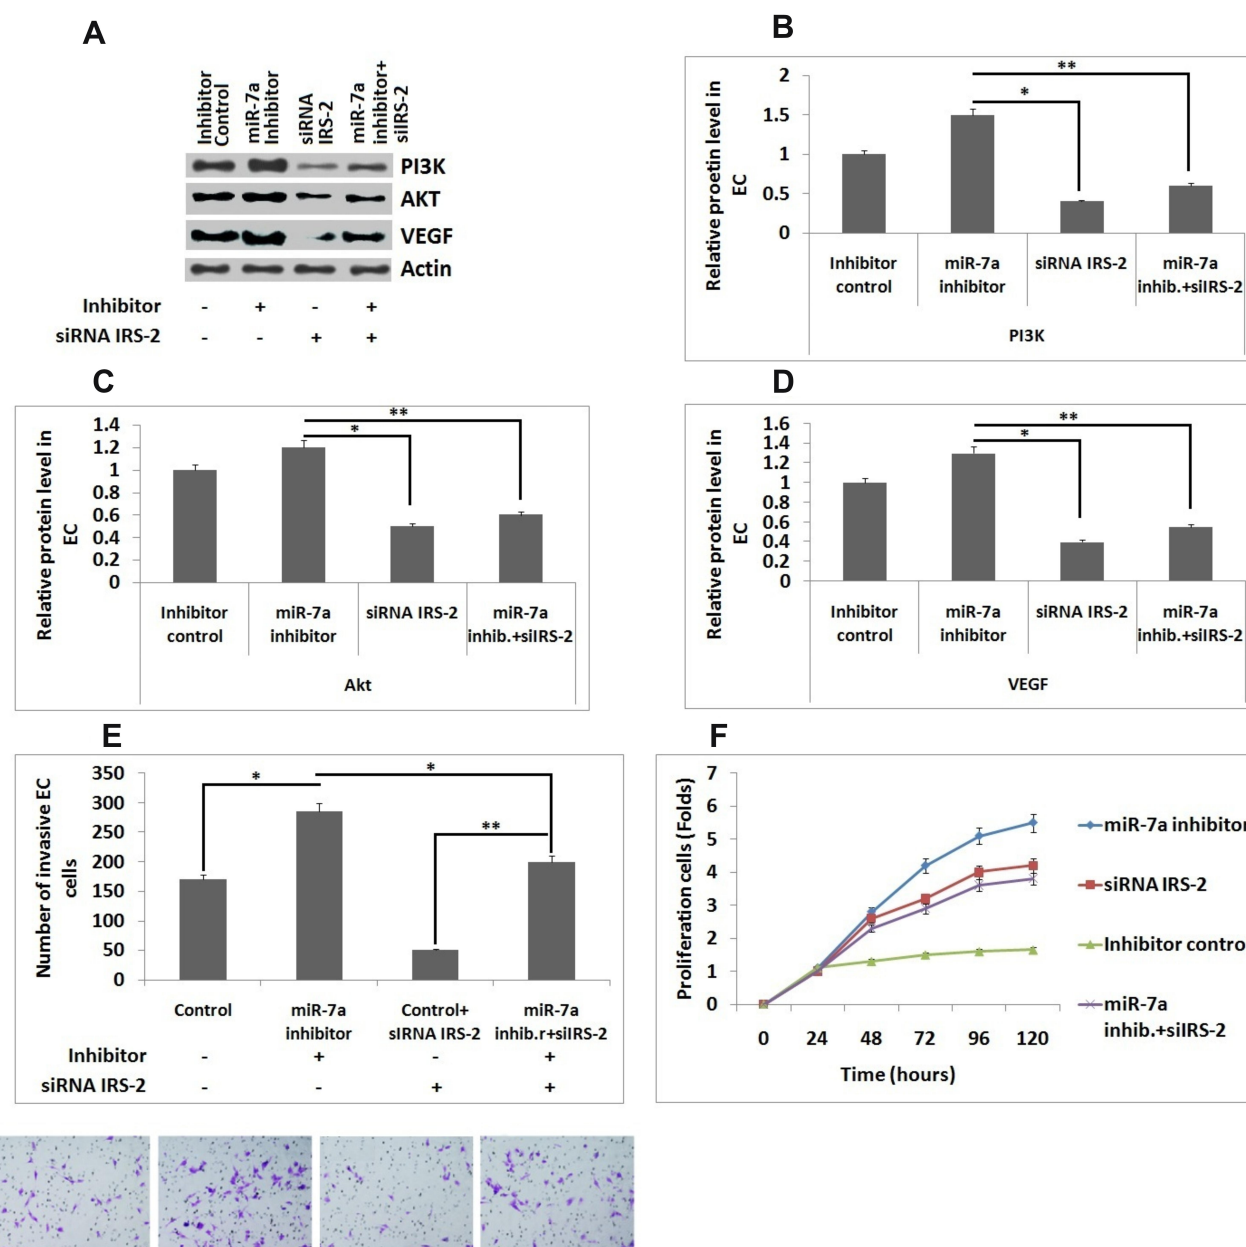 A
Inhibitor
Control
miR-7a
Inhibitor
siRNA
IRS-2
miR-7a
inhibitor+
siIRS-2
PI3K
AKT
VEGF
Actin
Inhibitor - + - +
siRNA IRS-2 - - + +
B
Relative proetin level in
EC
2
1.5
1
0.5
0
*
**
Inhibitor
control
miR-7a
inhibitor
siRNA IRS-2
miR-7a
inhib.+siIRS-2
PI3K
C
Relative protein level in
EC
1.4
1.2
1
0.8
0.6
0.4
0.2
0
*
**
Inhibitor
control
miR-7a
inhibitor
siRNA IRS-2
miR-7a
inhib.+siIRS-2
Akt
D
Relative protein level in
EC
1.6
1.4
1.2
1
0.8
0.6
0.4
0.2
0
*
**
Inhibitor
control
miR-7a
inhibitor
siRNA IRS-2
miR-7a
inhib.+siIRS-2
VEGF
E
Number of invasive EC
cells
350
300
250
200
150
100
50
0
*
*
**
Control
miR-7a
inhibitor
Control+
sIRNA IRS-2
miR-7a
inhib.r+siIRS-2
Inhibitor - + - +
siRNA IRS-2 - - + +
F
Proliferation cells (Folds)
7
6
5
4
3
2
1
0
0 24 48 72 96 120
Time (hours)
miR-7a inhibitor
siRNA IRS-2
Inhibitor contro
miR-7a
inhib.+siIRS-2